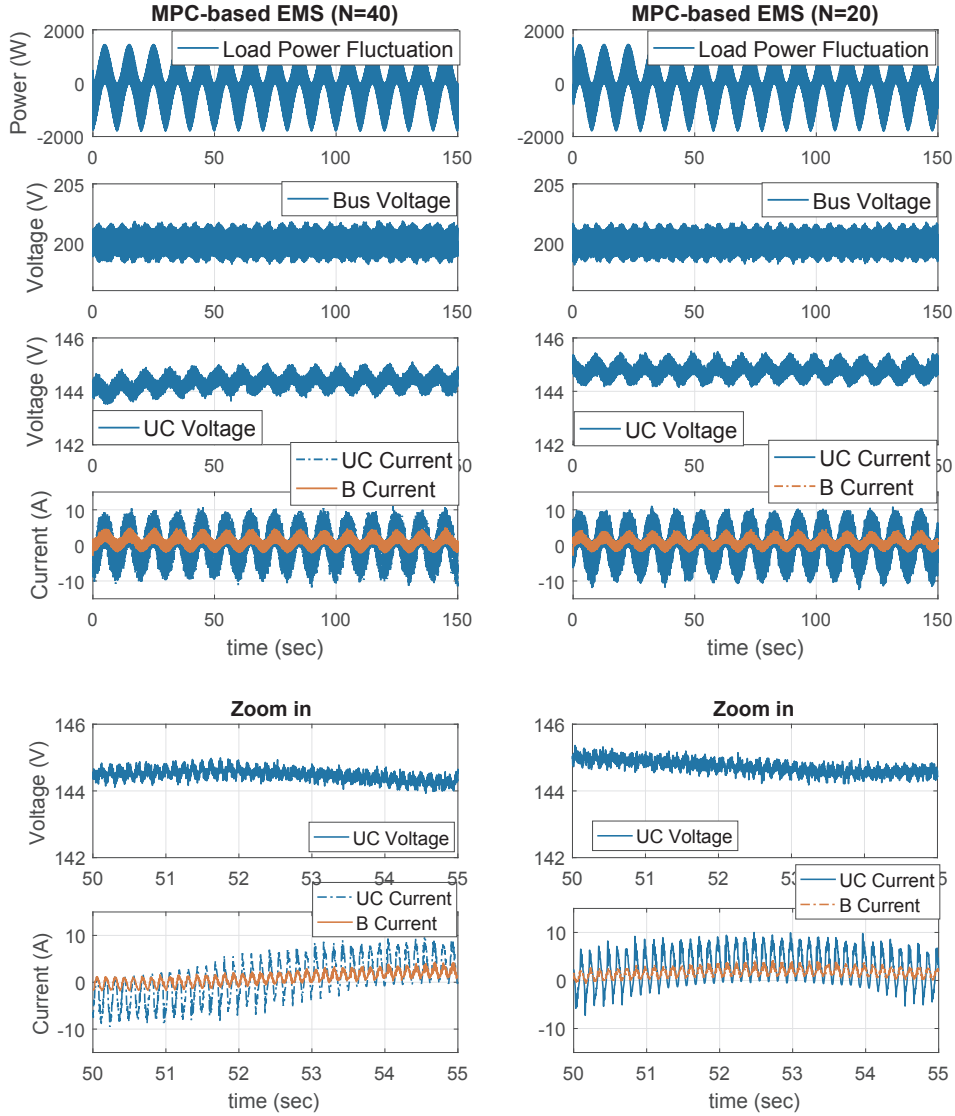 MPC-based EMS (N=40)
2000
0
-2000
Power (W)
Load Power Fluctuation
0 50 100 150
205
200
Voltage (V)
Bus Voltage
0 50 100 150
146
144
142
Voltage (V)
UC Voltage
0 50 100 150
UC Current
B Current
10
0
-10
Current (A)
0 50 100 150
time (sec)
MPC-based EMS (N=20)
2000
0
-2000
Load Power Fluctuation
0 50 100 150
205
200
Bus Voltage
0 50 100 150
146
144
142
UC Voltage
0 50 100 150
UC Current
B Current
10
0
-10
0 50 100 150
time (sec)
Zoom in
146
144
142
Voltage (V)
UC Voltage
50 51 52 53 54 55
UC Current
B Current
10
0
-10
Current (A)
50 51 52 53 54 55
time (sec)
Zoom in
146
144
142
UC Voltage
50 51 52 53 54 55
UC Current
B Current
10
0
-10
50 51 52 53 54 55
time (sec)